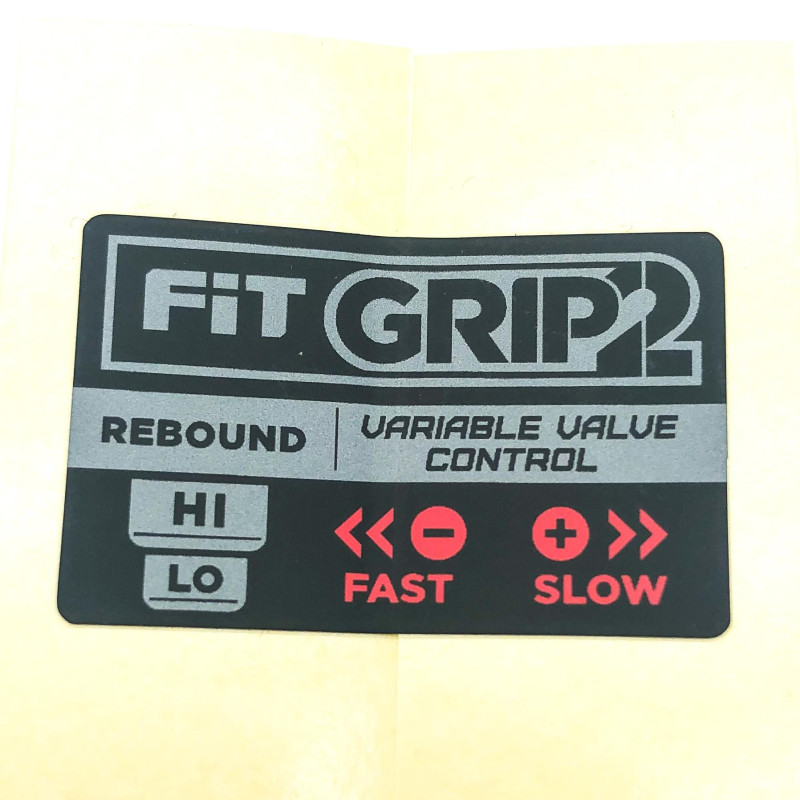 FiT GRIP2
REBOUND
VARIABLE VALVE
CONTROL
HI
LO
<< - + >>
FAST SLOW